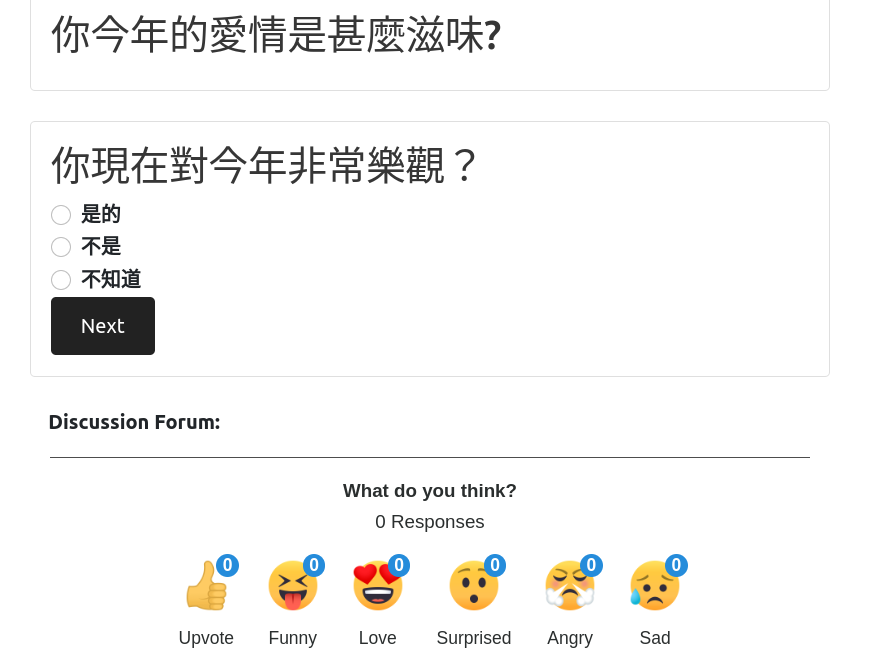 你今年的愛情是甚麼滋味?
你現在對今年非常樂觀？
是的
不是
不知道
Next
Discussion Forum:
What do you think?
0 Responses
0 0 0 0 0 0
Upvote Funny Love Surprised Angry Sad